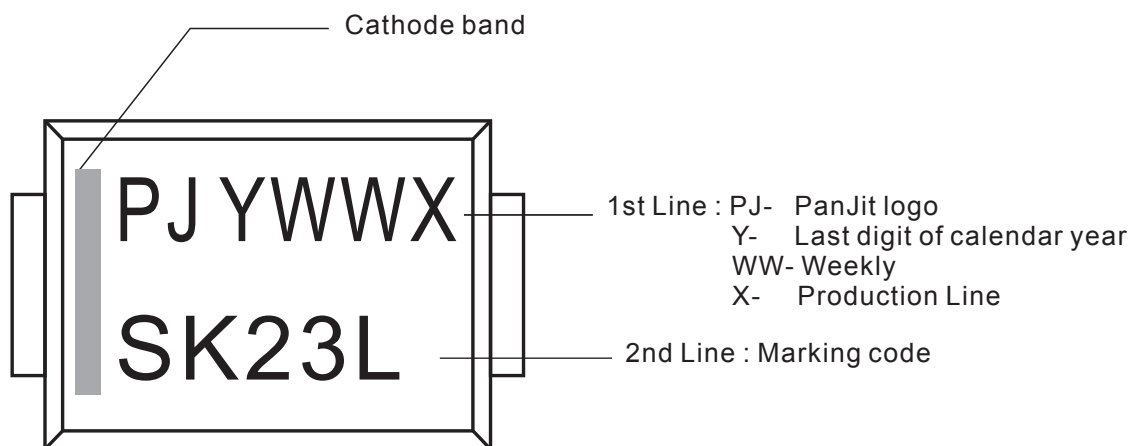 Cathode band
PJ YWWX
1st Line : PJ- PanJit logo
Y- Last digit of calendar year
WW- Weekly
X- Production Line
SK23L
2nd Line : Marking code